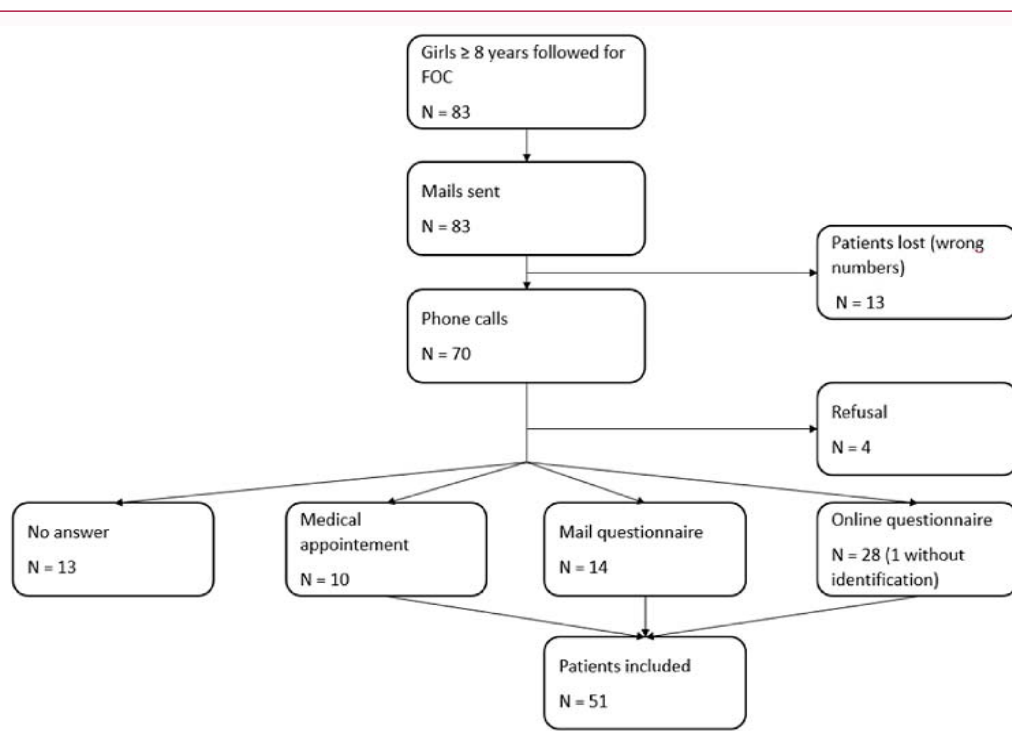 Girls ≥ 8 years followed for
FOC
N = 83
Mails sent
N = 83
Patients lost (wrong
numbers)
N = 13
Phone calls
N = 70
Refusal
N = 4
No answer
N = 13
Medical
appointement
N = 10
Mail questionnaire
N = 14
Online questionnaire
N = 28 (1 without
identification)
Patients included
N = 51